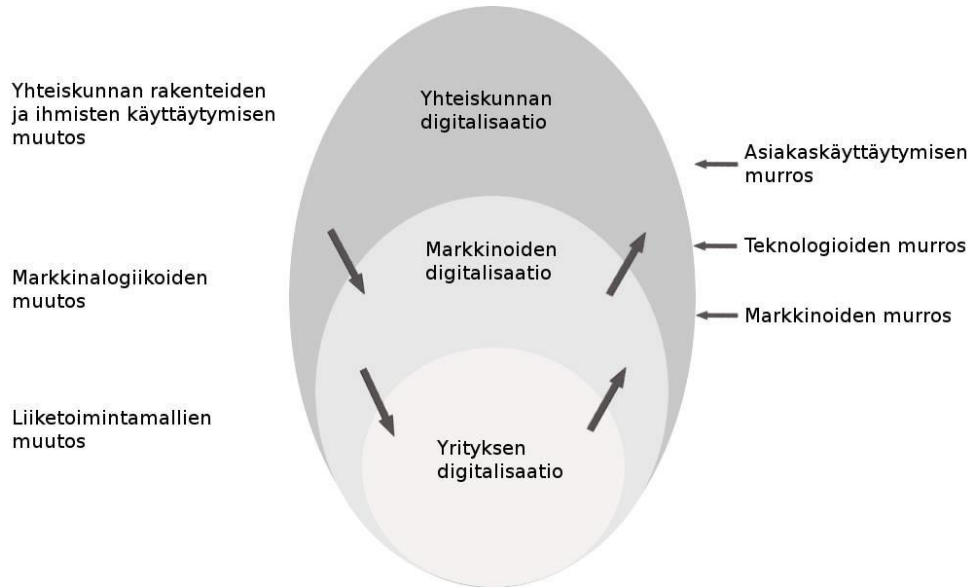 Yhteiskunnan rakenteiden
ja ihmisten käyttäytymisen
muutos
Markkinalogiikoiden
muutos
Liiketoimintamallien
muutos
Yhteiskunnan
digitalisaatio
Markkinoiden
digitalisaatio
Yrityksen
digitalisaatio
Asiakaskäyttäytymisen
murros
Teknologioiden murros
Markkinoiden murros